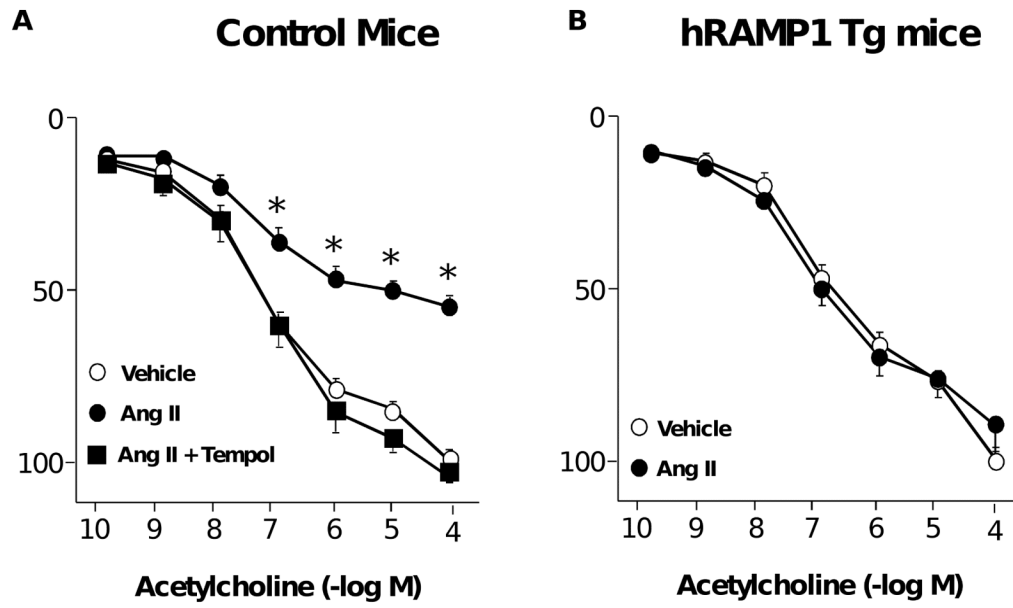 A
Control Mice
0
50
100
*
*
*
*
Vehicle
Ang II
Ang II + Tempol
10 9 8 7 6 5 4
Acetylcholine (-log M)
B
hRAMP1 Tg mice
0
50
100
Vehicle
Ang II
10 9 8 7 6 5 4
Acetylcholine (-log M)